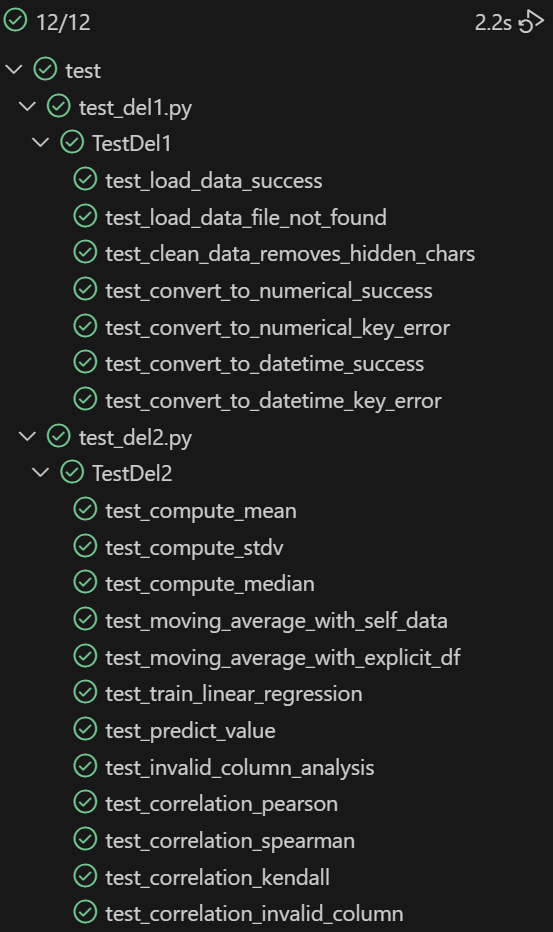 12/12 2.2s
test
test_del1.py
TestDel1
test_load_data_success
test_load_data_file_not_found
test_clean_data_removes_hidden_chars
test_convert_to_numerical_success
test_convert_to_numerical_key_error
test_convert_to_datetime_success
test_convert_to_datetime_key_error
test_del2.py
TestDel2
test_compute_mean
test_compute_stdv
test_compute_median
test_moving_average_with_self_data
test_moving_average_with_explicit_df
test_train_linear_regression
test_predict_value
test_invalid_column_analysis
test_correlation_pearson
test_correlation_spearman
test_correlation_kendall
test_correlation_invalid_column